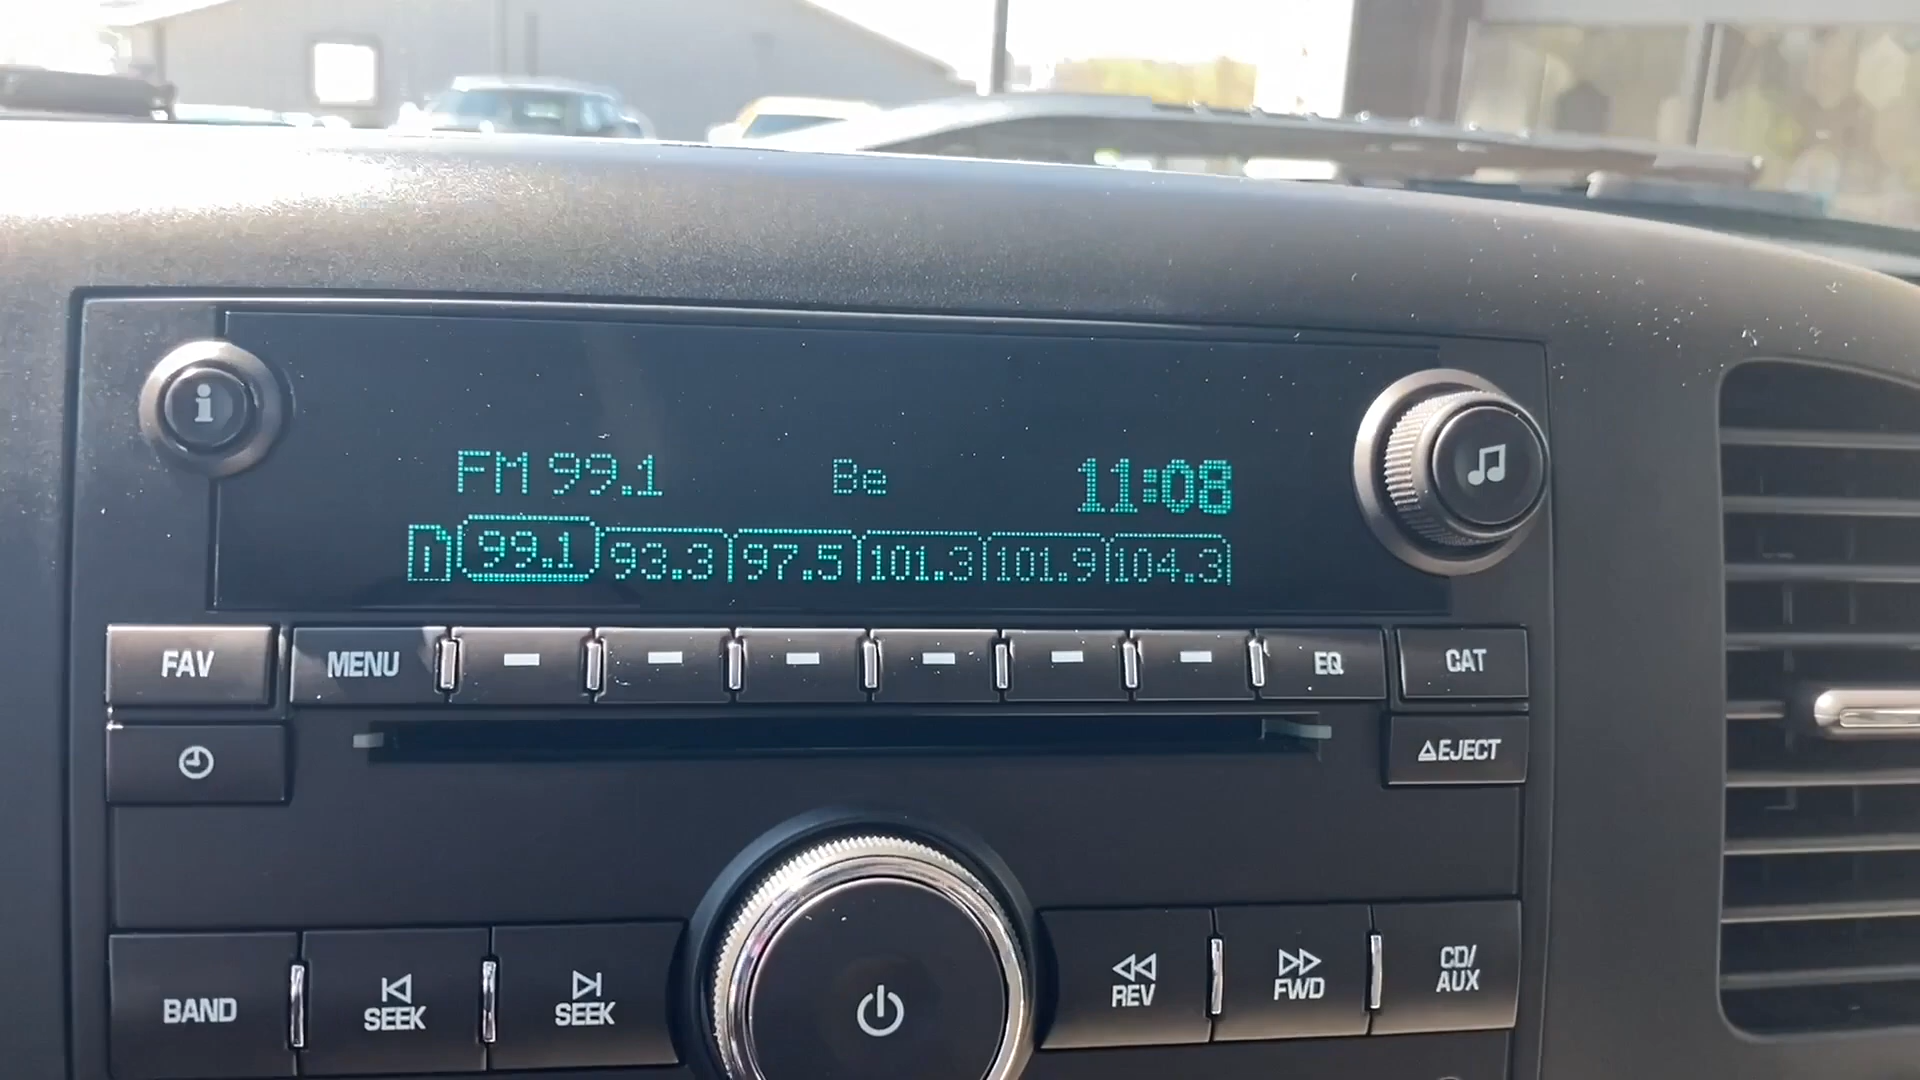 FM 99.1 Be 11:08
99.1 93.3 97.5 101.3 101.9 104.3
FAV MENU EQ CAT
EJECT
BAND SEEK SEEK REV FWD CD/
AUX